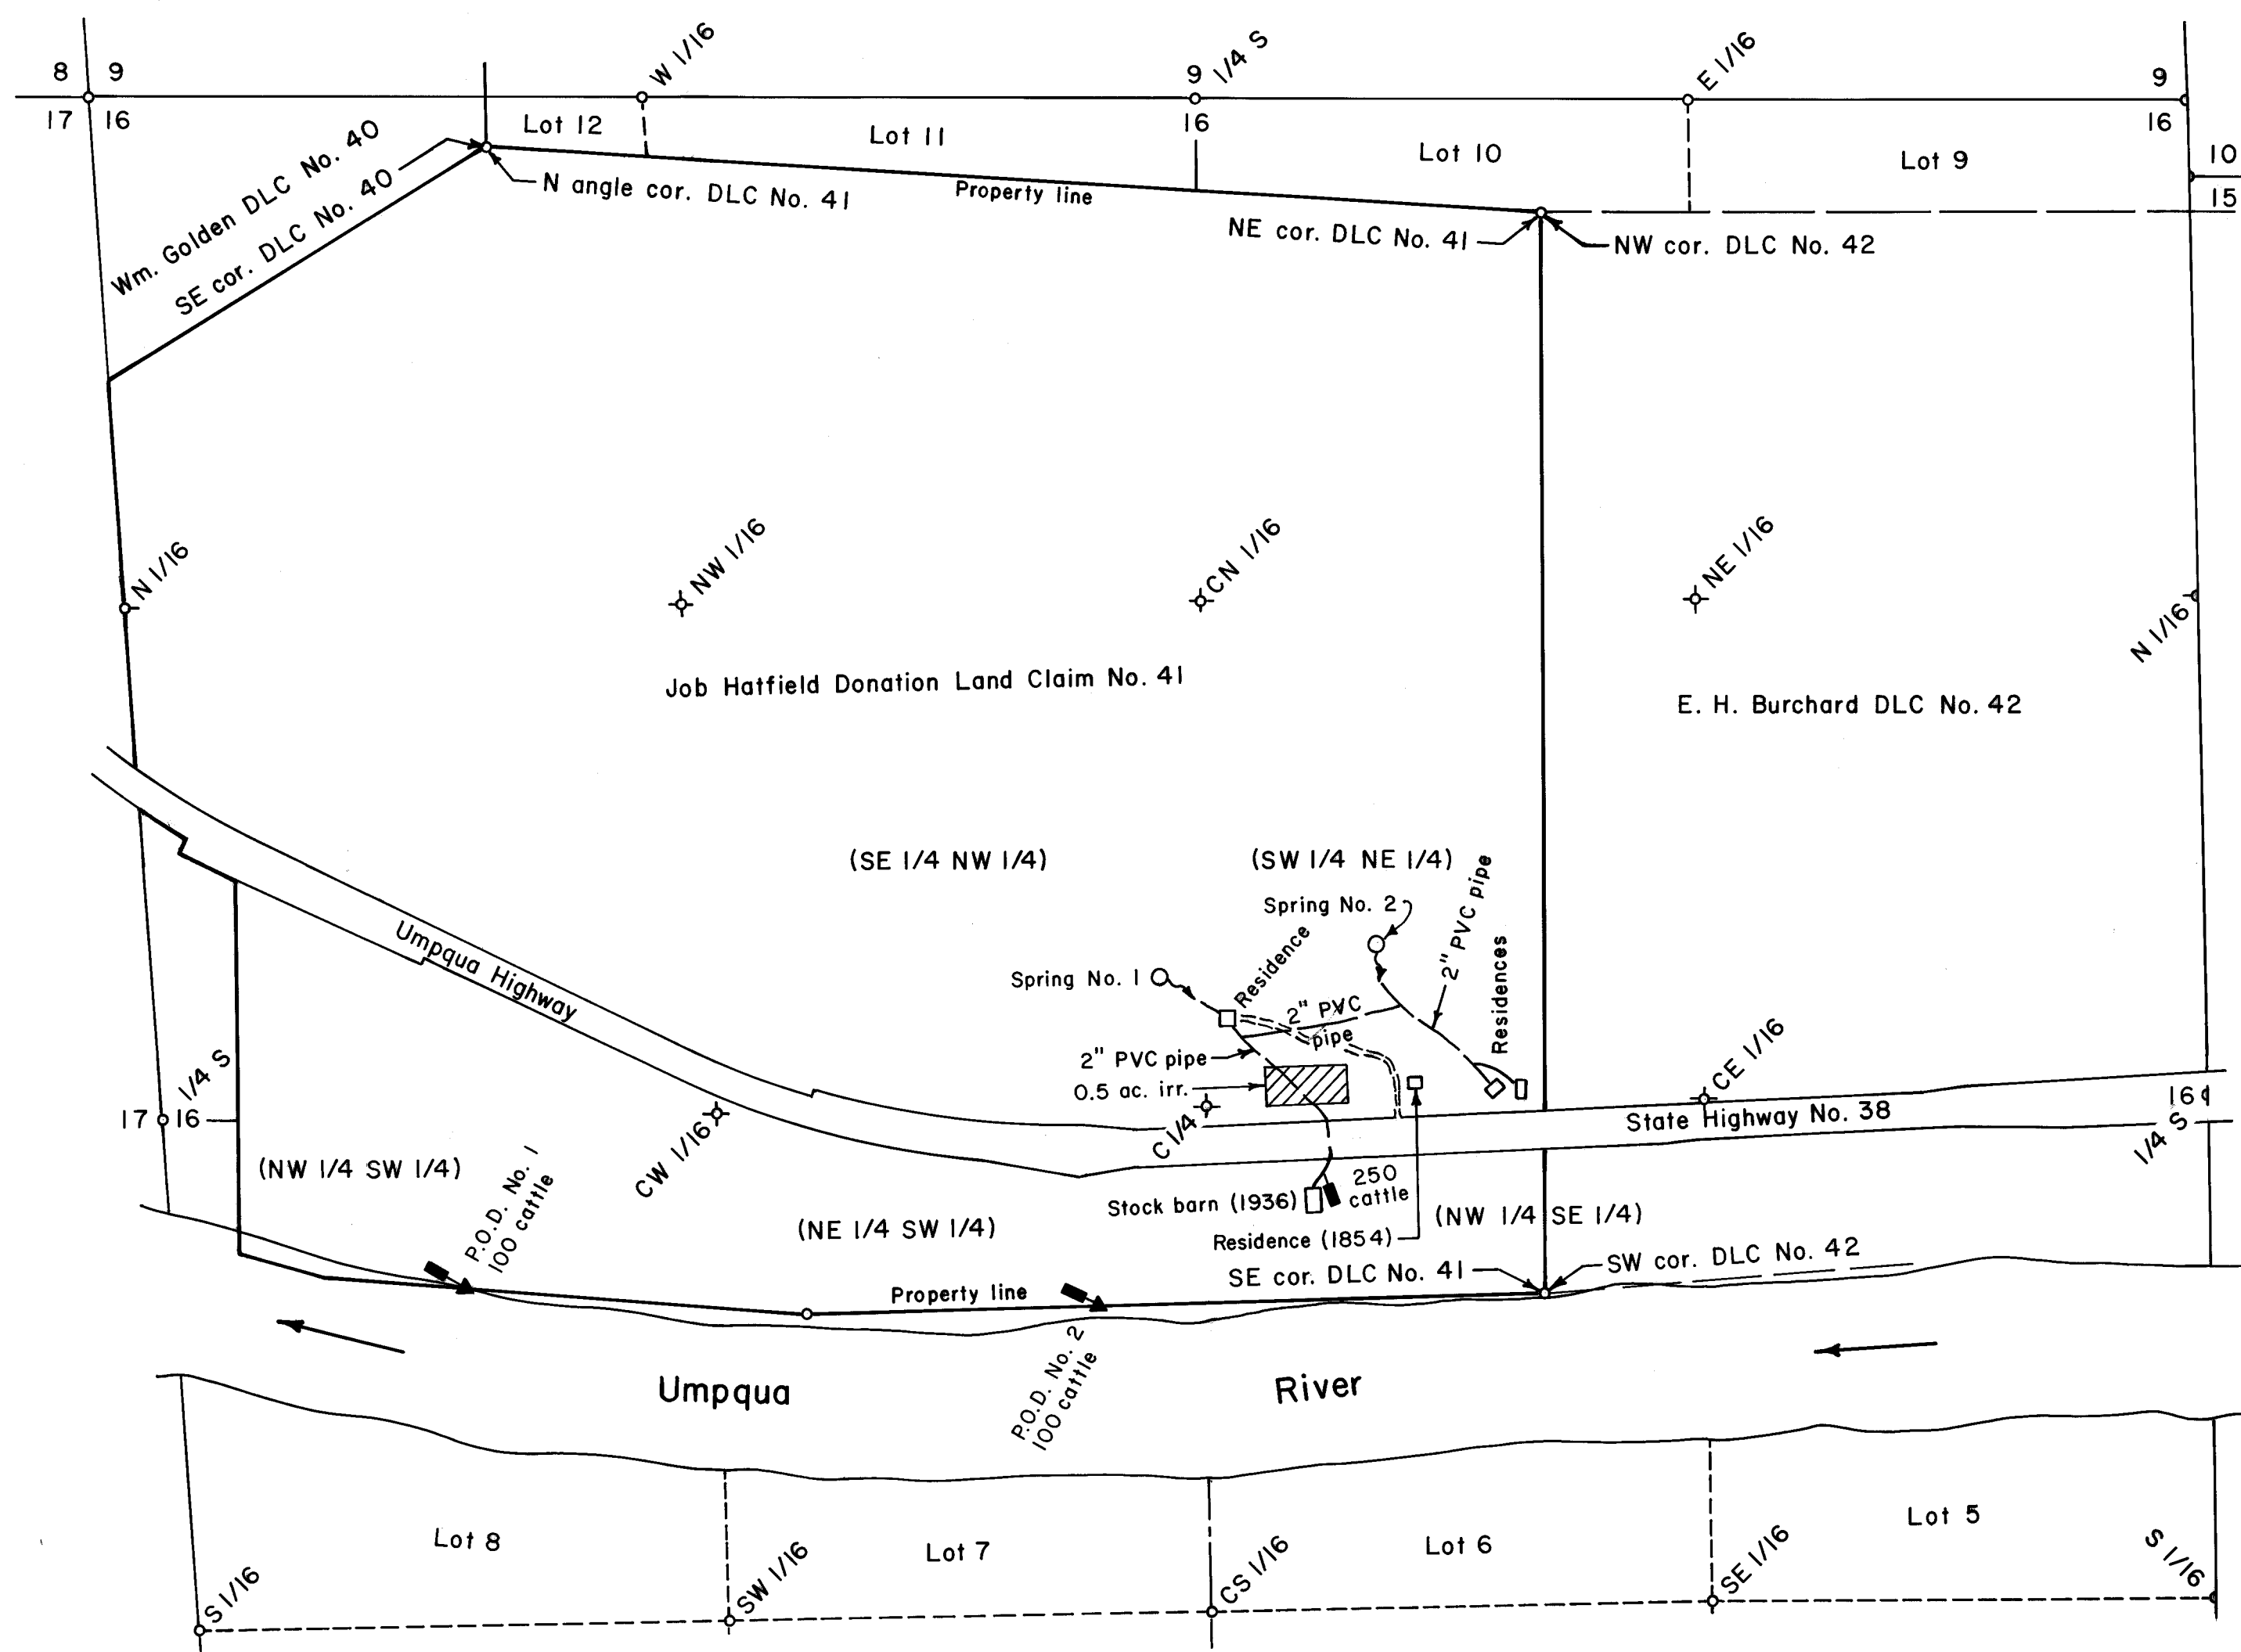 8 9
17 16
W 1/16
9 1/4 S
16
E 1/16
9
16
10
15
Lot 12
Lot 11
Lot 10
Lot 9
Wm. Golden DLC No. 40
SE cor. DLC No. 40
N angle cor. DLC No. 41
Property line
NE cor. DLC No. 41
NW cor. DLC No. 42
N 1/16
NW 1/16
CN 1/16
NE 1/16
N 1/16
Job Hatfield Donation Land Claim No. 41
E. H. Burchard DLC No. 42
(SE 1/4 NW 1/4)
(SW 1/4 NE 1/4)
Spring No. 2
2" PVC pipe
Residence
Residences
Spring No. 1
Umpqua Highway
2" PVC
pipe
2" PVC pipe
0.5 ac. irr.
CE 1/16
1/4 S
17 16
C 1/4
State Highway No. 38
16
1/4 S
(NW 1/4 SW 1/4)
CW 1/16
P.O.D. No. 1
100 cattle
Stock barn (1936)
250
cattle
(NE 1/4 SW 1/4)
(NW 1/4 SE 1/4)
Residence (1854)
SE cor. DLC No. 41
SW cor. DLC No. 42
Property line
P.O.D. No. 2
100 cattle
Umpqua River
Lot 8
Lot 7
Lot 6
Lot 5
S 1/16
SW 1/16
CS 1/16
SE 1/16
S 1/16